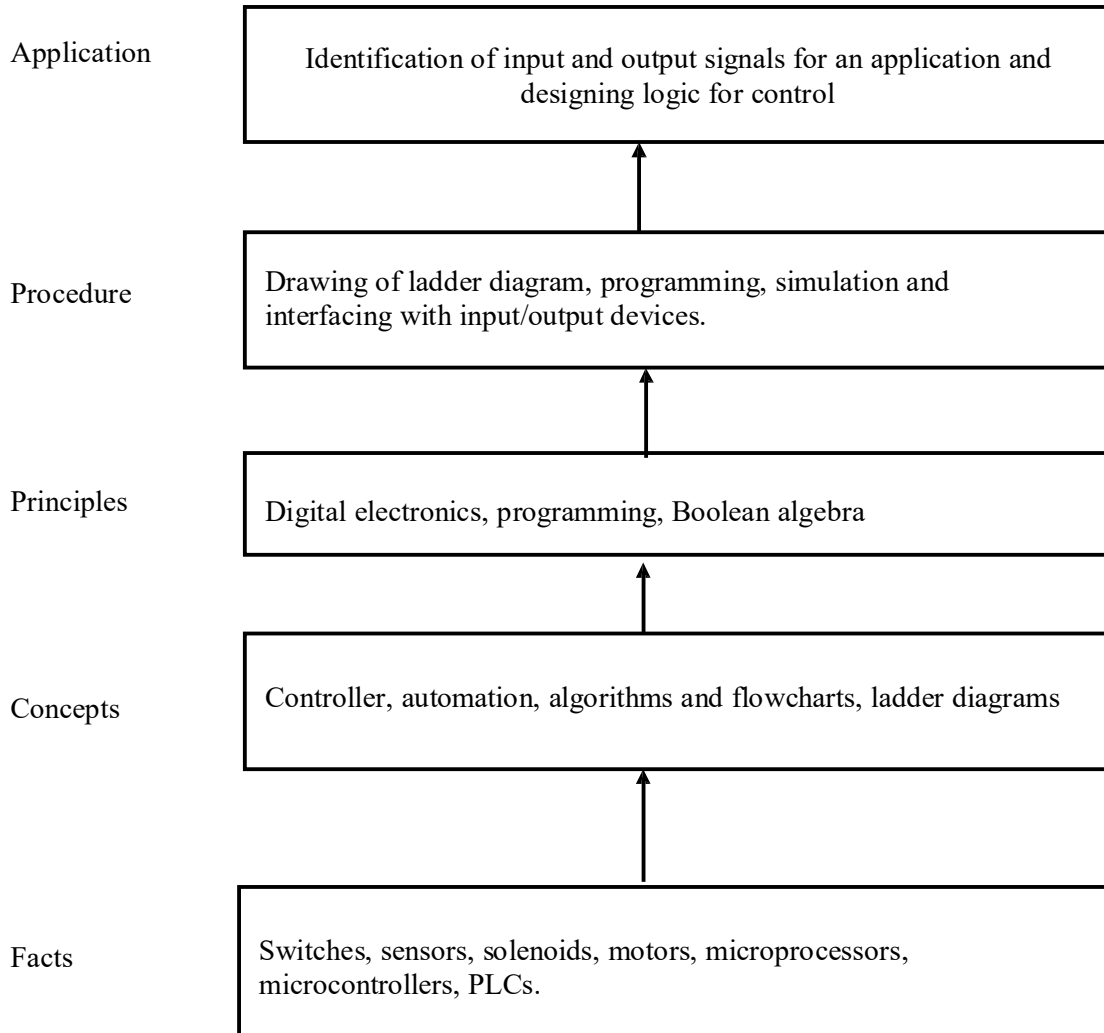 Application
Identification of input and output signals for an application and
designing logic for control
Procedure
Drawing of ladder diagram, programming, simulation and
interfacing with input/output devices.
Principles
Digital electronics, programming, Boolean algebra
Concepts
Controller, automation, algorithms and flowcharts, ladder diagrams
Facts
Switches, sensors, solenoids, motors, microprocessors,
microcontrollers, PLCs.